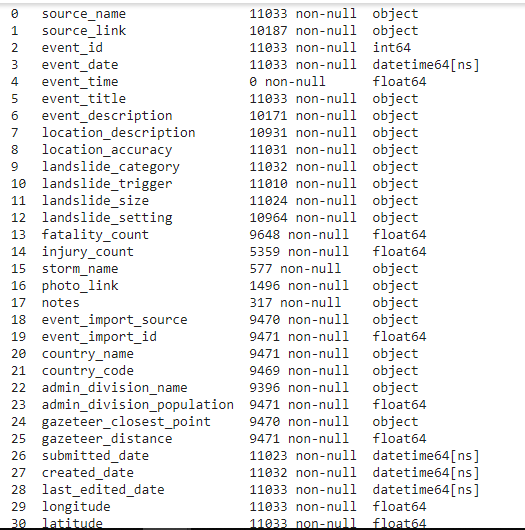 0 source_name 11033 non-null object
1 source_link 10187 non-null object
2 event_id 11033 non-null int64
3 event_date 11033 non-null datetime64[ns]
4 event_time 0 non-null float64
5 event_title 11033 non-null object
6 event_description 10171 non-null object
7 location_description 10931 non-null object
8 location_accuracy 11031 non-null object
9 landslide_category 11032 non-null object
10 landslide_trigger 11010 non-null object
11 landslide_size 11024 non-null object
12 landslide_setting 10964 non-null object
13 fatality_count 9648 non-null float64
14 injury_count 5359 non-null float64
15 storm_name 577 non-null object
16 photo_link 1496 non-null object
17 notes 317 non-null object
18 event_import_source 9470 non-null object
19 event_import_id 9471 non-null float64
20 country_name 9471 non-null object
21 country_code 9469 non-null object
22 admin_division_name 9396 non-null object
23 admin_division_population 9471 non-null float64
24 gazeteer_closest_point 9470 non-null object
25 gazeteer_distance 9471 non-null float64
26 submitted_date 11023 non-null datetime64[ns]
27 created_date 11032 non-null datetime64[ns]
28 last_edited_date 11033 non-null datetime64[ns]
29 longitude 11033 non-null float64
30 latitude 11033 non-null float64